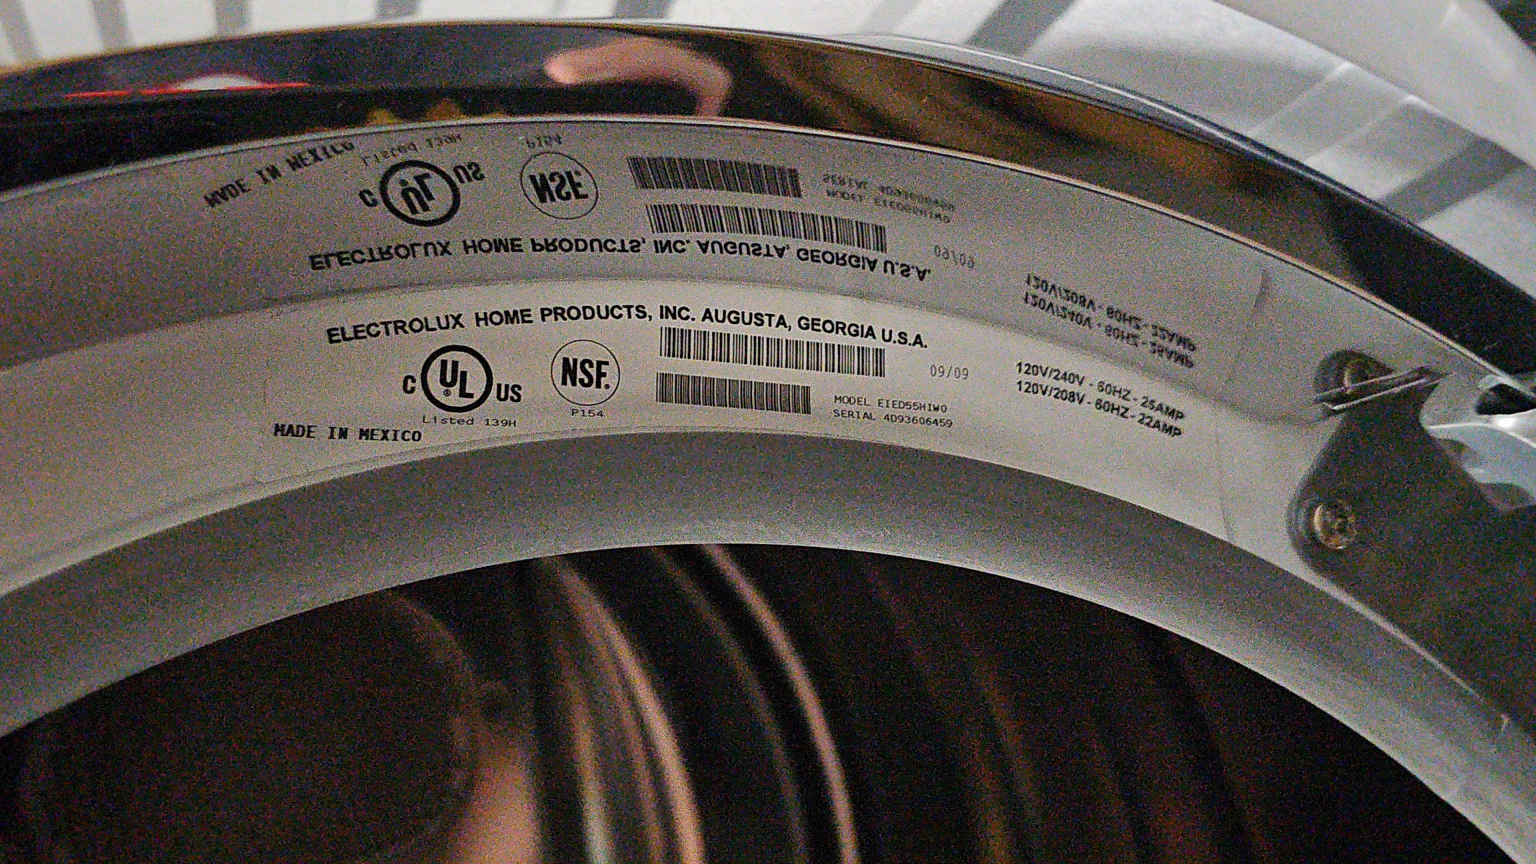 ELECTROLUX HOME PRODUCTS, INC. AUGUSTA, GEORGIA U.S.A.
C UL US
Listed 139H
NSF.
P154
MADE IN MEXICO
09/09
MODEL EIED55HIW0
SERIAL 4D93606459
120V/240V - 60HZ - 25AMP
120V/208V - 60HZ - 22AMP